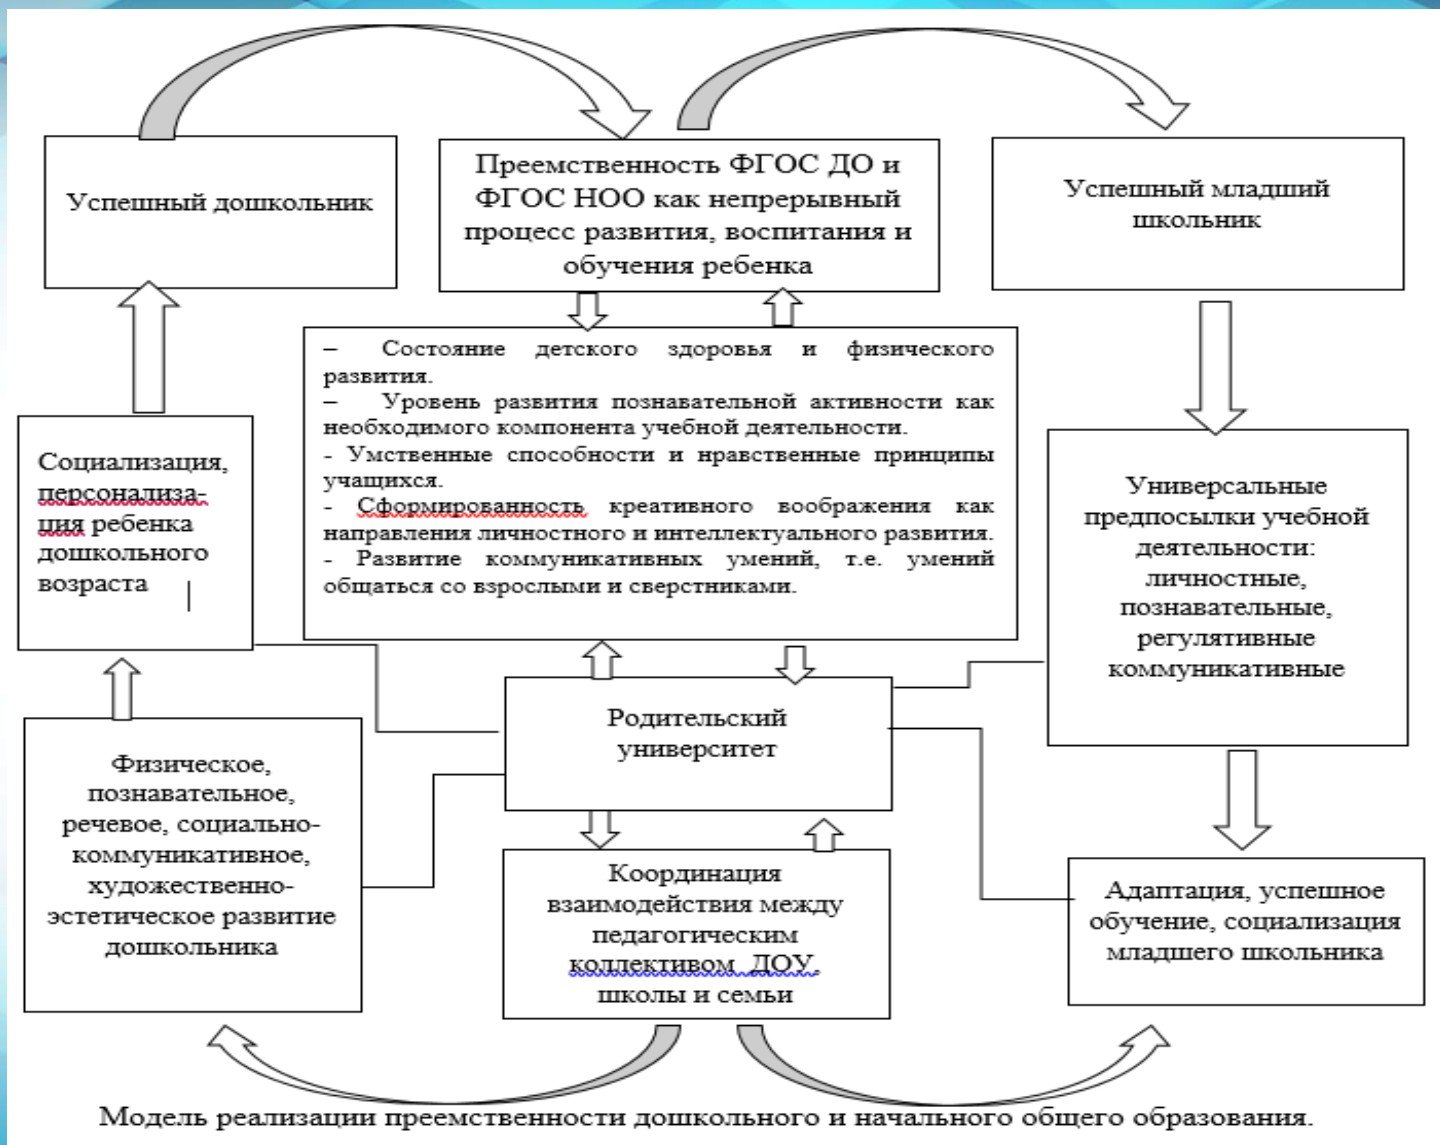 Успешный дошкольник
Преемственность ФГОС ДО и
ФГОС НОО как непрерывный
процесс развития, воспитания и
обучения ребенка
Успешный младший
школьник
– Состояние детского здоровья и физического
развития.
– Уровень развития познавательной активности как
необходимого компонента учебной деятельности.
- Умственные способности и нравственные принципы
учащихся.
- Сформированность креативного воображения как
направления личностного и интеллектуального развития.
- Развитие коммуникативных умений, т.е. умений
общаться со взрослыми и сверстниками.
Социализация,
персонализа-
ция ребенка
дошкольного
возраста
Универсальные
предпосылки учебной
деятельности:
личностные,
познавательные,
регулятивные
коммуникативные
Родительский
университет
Физическое,
познавательное,
речевое, социально-
коммуникативное,
художественно-
эстетическое развитие
дошкольника
Координация
взаимодействия между
педагогическим
коллективом ДОУ,
школы и семьи
Адаптация, успешное
обучение, социализация
младшего школьника
Модель реализации преемственности дошкольного и начального общего образования.